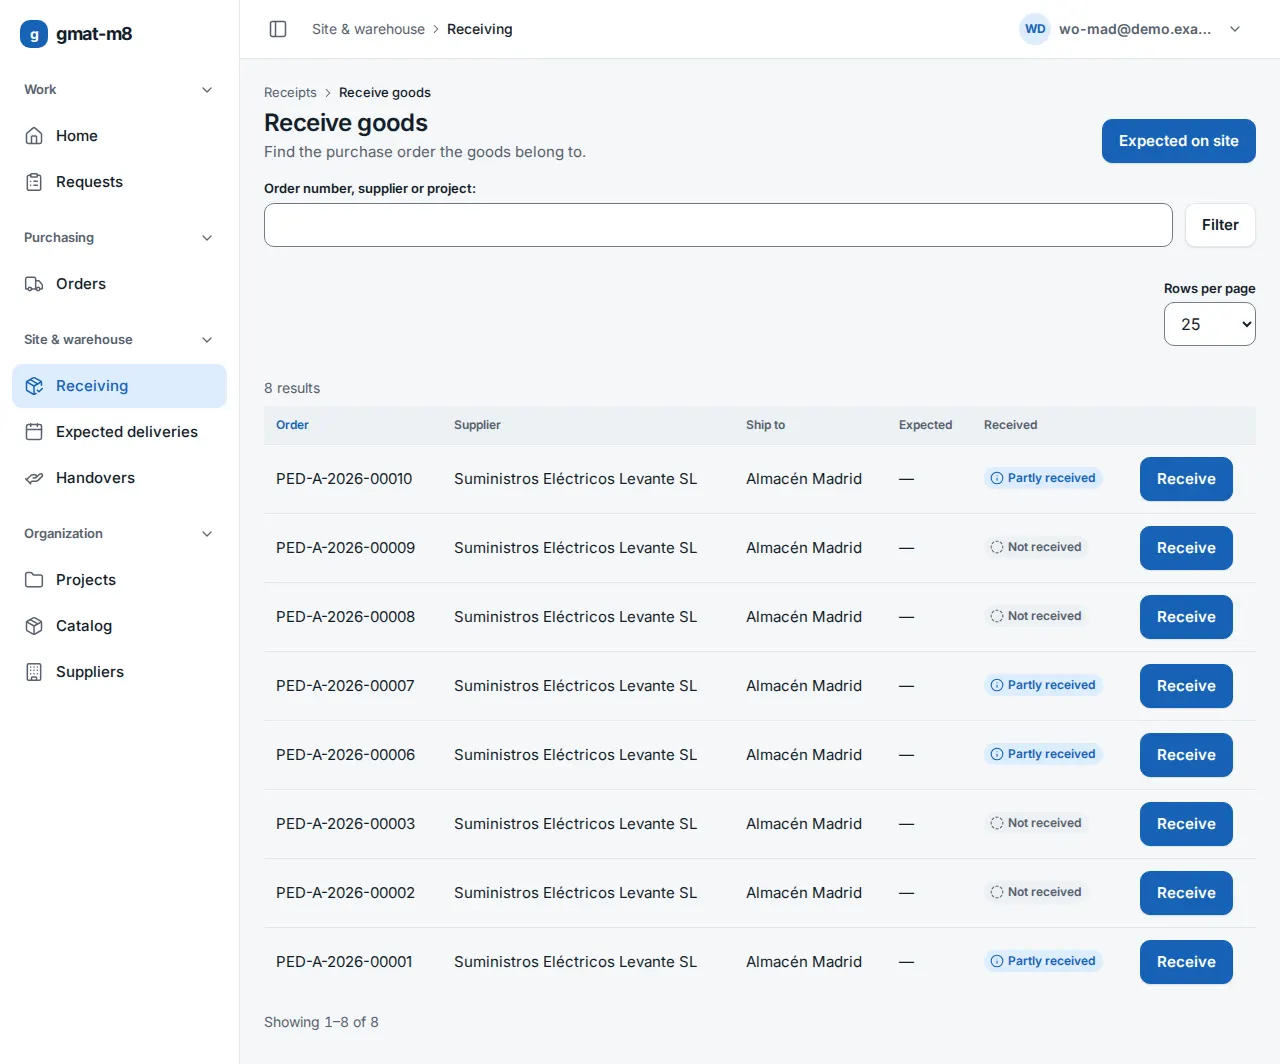 g gmat-m8
Work
Home
Requests
Purchasing
Orders
Site & warehouse
Receiving
Expected deliveries
Handovers
Organization
Projects
Catalog
Suppliers
Site & warehouse > Receiving
WD wo-mad@demo.exa...
Receipts > Receive goods
Receive goods
Find the purchase order the goods belong to.
Expected on site
Order number, supplier or project:
Filter
Rows per page
25
8 results
Order Supplier Ship to Expected Received
PED-A-2026-00010 Suministros Eléctricos Levante SL Almacén Madrid — Partly received Receive
PED-A-2026-00009 Suministros Eléctricos Levante SL Almacén Madrid — Not received Receive
PED-A-2026-00008 Suministros Eléctricos Levante SL Almacén Madrid — Not received Receive
PED-A-2026-00007 Suministros Eléctricos Levante SL Almacén Madrid — Partly received Receive
PED-A-2026-00006 Suministros Eléctricos Levante SL Almacén Madrid — Partly received Receive
PED-A-2026-00003 Suministros Eléctricos Levante SL Almacén Madrid — Not received Receive
PED-A-2026-00002 Suministros Eléctricos Levante SL Almacén Madrid — Not received Receive
PED-A-2026-00001 Suministros Eléctricos Levante SL Almacén Madrid — Partly received Receive
Showing 1–8 of 8